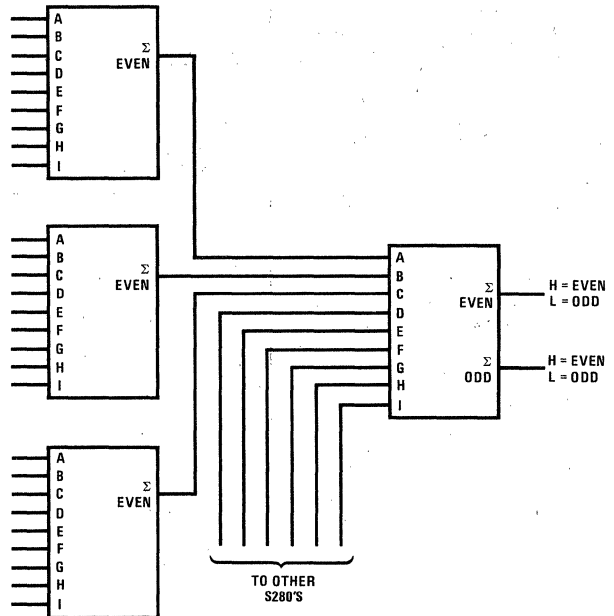 A
B
C
D
E
F
G
H
I
Σ
EVEN
A
B
C
D
E
F
G
H
I
Σ
EVEN
A
B
C
D
E
F
G
H
I
Σ
EVEN
A
B
C
D
E
F
G
H
I
Σ
EVEN
Σ
ODD
H = EVEN
L = ODD
H = EVEN
L = ODD
TO OTHER
S280'S